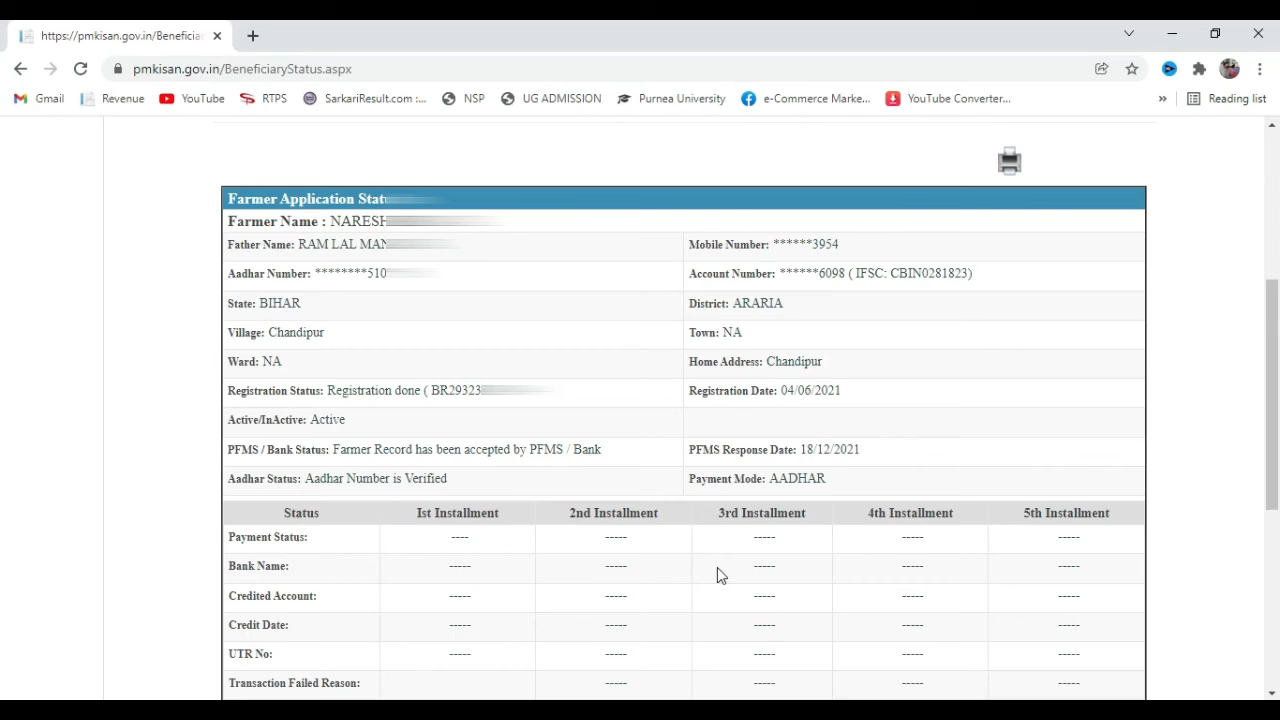 https://pmkisan.gov.in/Beneficia
pmkisan.gov.in/BeneficiaryStatus.aspx
Gmail Revenue YouTube RTPS SarkariResult.com :... NSP UG ADMISSION Purnea University e-Commerce Marke... YouTube Converter... » Reading list
Farmer Application Stat
Farmer Name : NARESH
Father Name: RAM LAL MAN Mobile Number: ******3954
Aadhar Number: ********510 Account Number: ******6098 ( IFSC: CBIN0281823)
State: BIHAR District: ARARIA
Village: Chandipur Town: NA
Ward: NA Home Address: Chandipur
Registration Status: Registration done ( BR29323 Registration Date: 04/06/2021
Active/InActive: Active
PFMS / Bank Status: Farmer Record has been accepted by PFMS / Bank PFMS Response Date: 18/12/2021
Aadhar Status: Aadhar Number is Verified Payment Mode: AADHAR
Status Ist Installment 2nd Installment 3rd Installment 4th Installment 5th Installment
Payment Status: ---- ----- ----- ----- -----
Bank Name: ----- ----- ----- ----- -----
Credited Account: ----- ----- ----- ----- -----
Credit Date: ----- ----- ----- ----- -----
UTR No: ----- ----- ----- ----- -----
Transaction Failed Reason: ----- ----- ----- -----